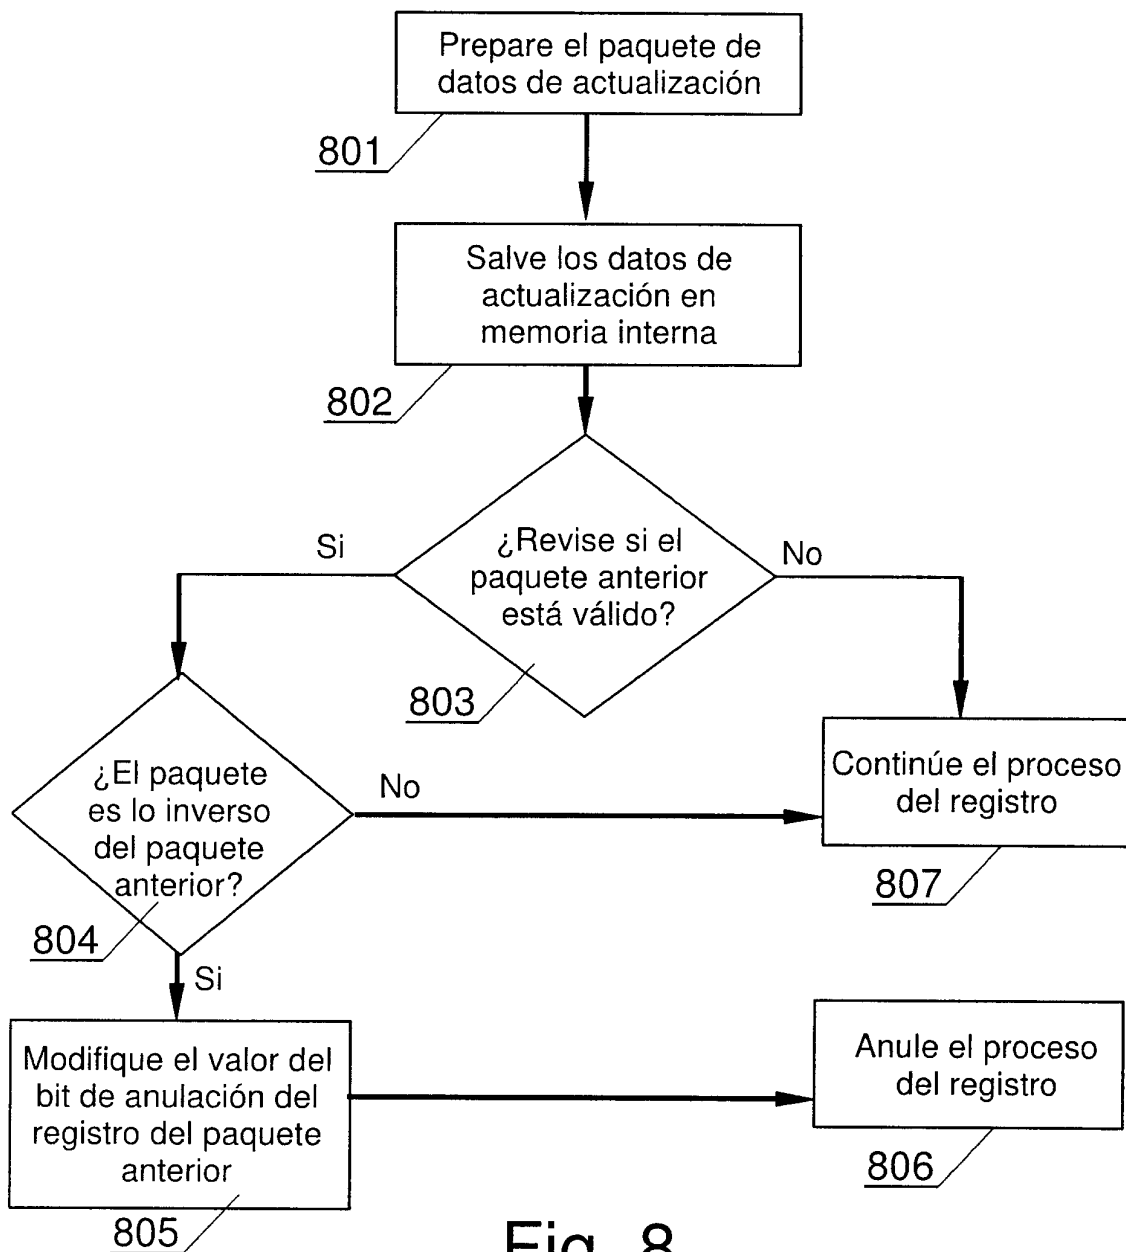 Prepare el paquete de
datos de actualización
801
Salve los datos de
actualización en
memoria interna
802
¿Revise si el
paquete anterior
está válido?
Si
No
803
¿El paquete
es lo inverso
del paquete
anterior?
No
804
Si
Continúe el proceso
del registro
807
Modifique el valor del
bit de anulación del
registro del paquete
anterior
805
Anule el proceso
del registro
806
Fig. 8